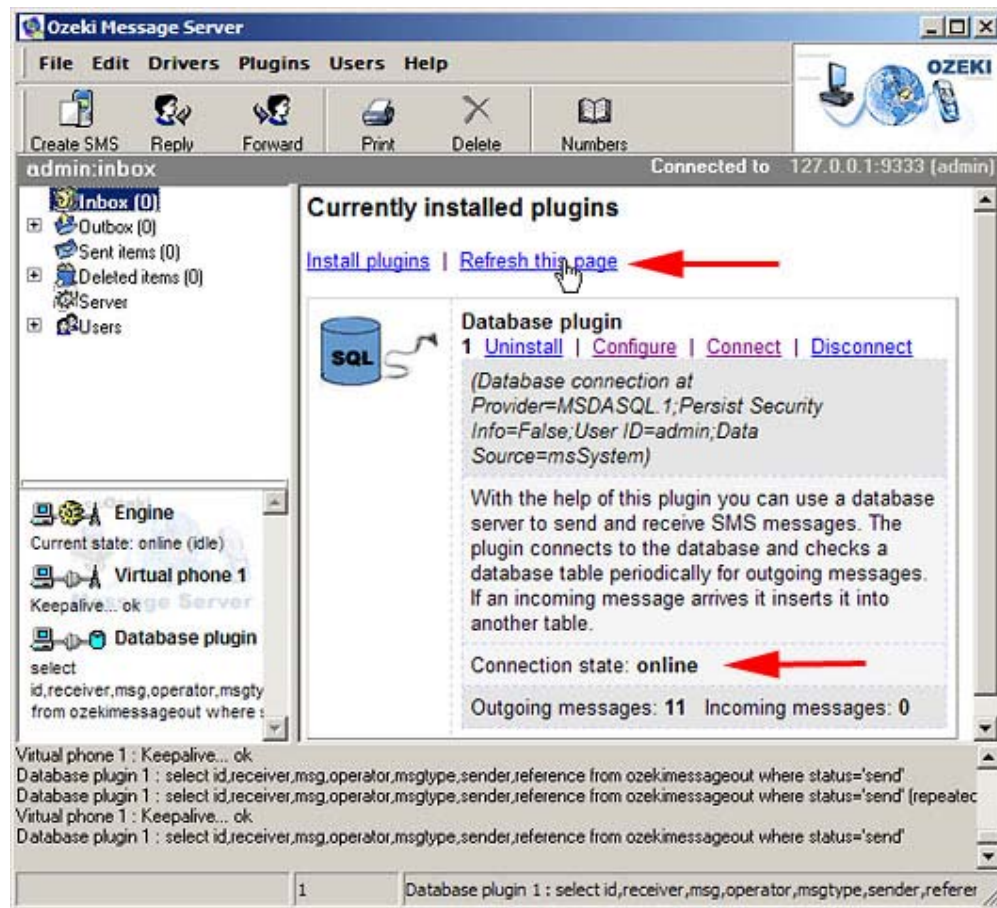 Ozeki Message Server
File Edit Drivers Plugins Users Help
OZEKI
Create SMS Reply Forward Print Delete Numbers
admin:inbox Connected to 127.0.0.1:9333 (admin)
Inbox (0)
Outbox (0)
Sent items (0)
Deleted items (0)
Server
Users
Engine
Current state: online (idle)
Virtual phone 1
Keepalive... ok
Database plugin
select
id,receiver,msg,operator,msgty
from ozekimessageout where s
Message Server
Currently installed plugins
Install plugins | Refresh this page
SQL
Database plugin
1 Uninstall | Configure | Connect | Disconnect
(Database connection at
Provider=MSDASQL.1;Persist Security
Info=False;User ID=admin;Data
Source=msSystem)
With the help of this plugin you can use a database
server to send and receive SMS messages. The
plugin connects to the database and checks a
database table periodically for outgoing messages.
If an incoming message arrives it inserts it into
another table.
Connection state: online
Outgoing messages: 11 Incoming messages: 0
Virtual phone 1 : Keepalive... ok
Database plugin 1 : select id,receiver,msg,operator,msgtype,sender,reference from ozekimessageout where status='send'
Database plugin 1 : select id,receiver,msg,operator,msgtype,sender,reference from ozekimessageout where status='send' (repeated
Virtual phone 1 : Keepalive... ok
Database plugin 1 : select id,receiver,msg,operator,msgtype,sender,reference from ozekimessageout where status='send'
1 Database plugin 1 : select id,receiver,msg,operator,msgtype,sender,referer